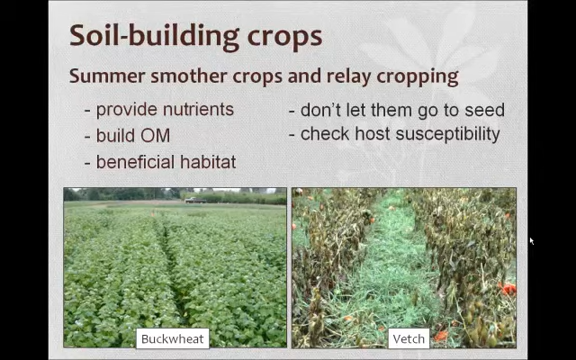 Soil-building crops
Summer smother crops and relay cropping
- provide nutrients
- build OM
- beneficial habitat
- don't let them go to seed
- check host susceptibility
Buckwheat
Vetch